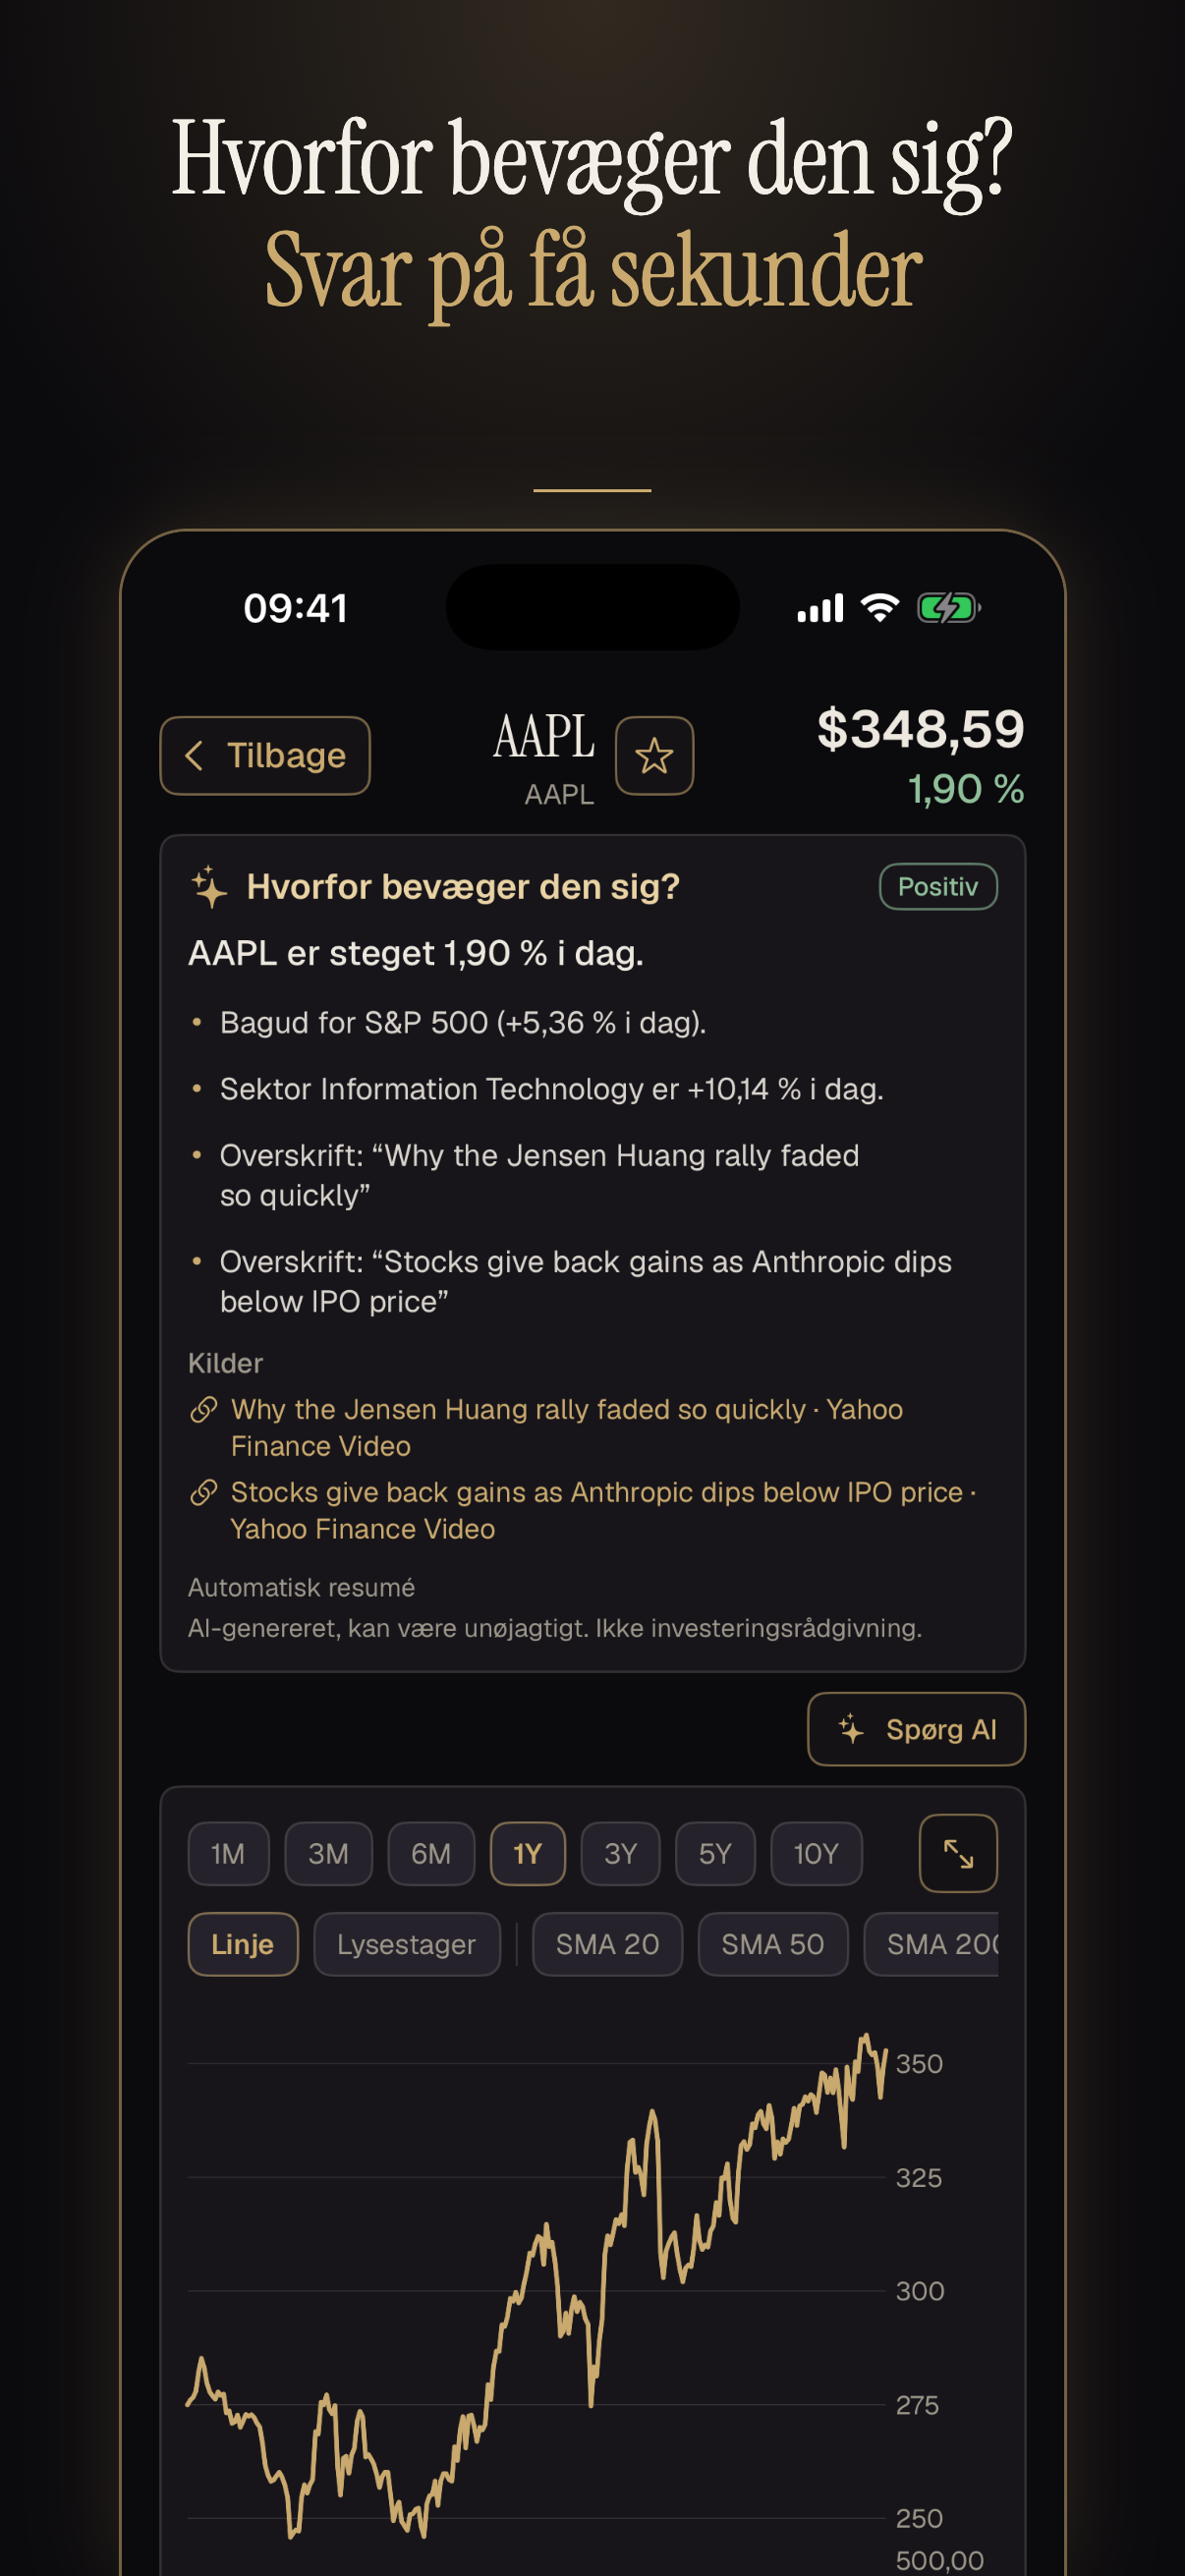 Hvorfor bevæger den sig?
Svar på få sekunder
09:41
Tilbage
AAPL
AAPL
$348,59
1,90 %
Hvorfor bevæger den sig?
Positiv
AAPL er steget 1,90 % i dag.
• Bagud for S&P 500 (+5,36 % i dag).
• Sektor Information Technology er +10,14 % i dag.
• Overskrift: “Why the Jensen Huang rally faded
so quickly”
• Overskrift: “Stocks give back gains as Anthropic dips
below IPO price”
Kilder
Why the Jensen Huang rally faded so quickly · Yahoo
Finance Video
Stocks give back gains as Anthropic dips below IPO price ·
Yahoo Finance Video
Automatisk resumé
AI-genereret, kan være unøjagtigt. Ikke investeringsrådgivning.
Spørg AI
1M 3M 6M 1Y 3Y 5Y 10Y
Linje Lysestager SMA 20 SMA 50 SMA 200
350
325
300
275
250
500,00